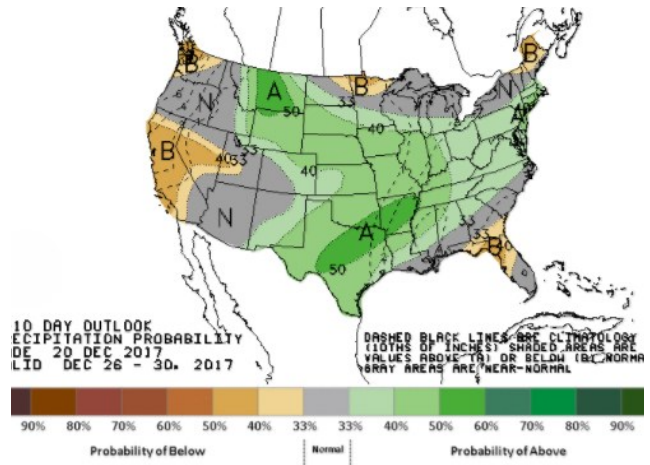 B
B
A
B
N
N
50
33
40
A
B
40
33
33
40
N
A
33
33
B
40
50
10 DAY OUTLOOK
ECIPITATION PROBABILITY
DE 20 DEC 2017
LID DEC 26 - 30, 2017
DASHED BLACK LINES ARE CLIMATOLOGY
(10THS OF INCHES) SHADED AREAS ARE
VALUES ABOVE (A) OR BELOW (B) NORMA
GRAY AREAS ARE NEAR-NORMAL
90% 80% 70% 60% 50% 40% 33% 33% 40% 50% 60% 70% 80% 90%
Probability of Below Normal Probability of Above